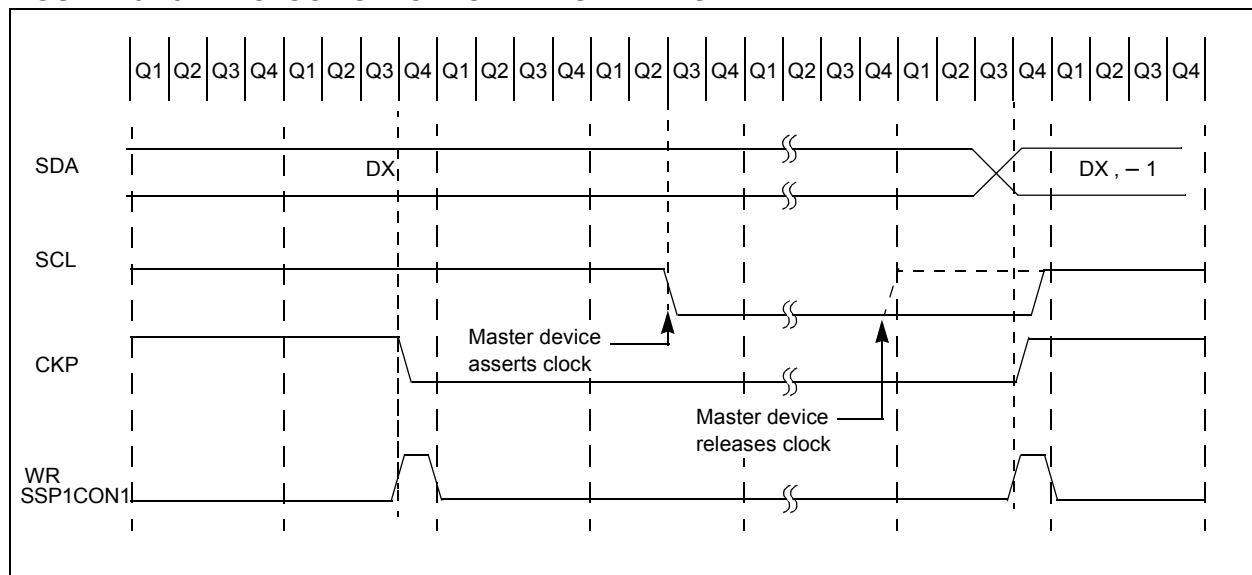 Q1 Q2 Q3 Q4 Q1 Q2 Q3 Q4 Q1 Q2 Q3 Q4 Q1 Q2 Q3 Q4 Q1 Q2 Q3 Q4 Q1 Q2 Q3 Q4 Q1 Q2 Q3 Q4
SDA
DX
DX , – 1
SCL
Master device
asserts clock
CKP
Master device
releases clock
WR
SSP1CON1